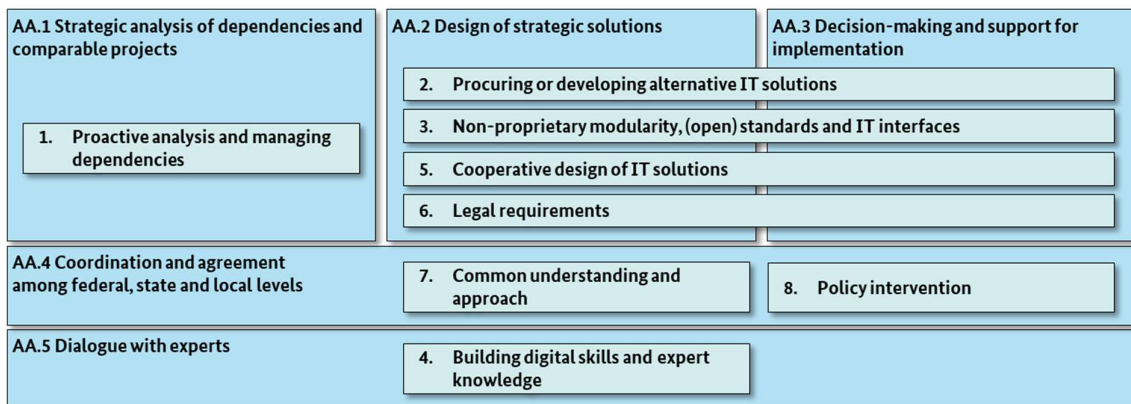 AA.1 Strategic analysis of dependencies and
comparable projects
1. Proactive analysis and managing
dependencies
AA.2 Design of strategic solutions
AA.3 Decision-making and support for
implementation
2. Procuring or developing alternative IT solutions
3. Non-proprietary modularity, (open) standards and IT interfaces
5. Cooperative design of IT solutions
6. Legal requirements
AA.4 Coordination and agreement
among federal, state and local levels
7. Common understanding and
approach
8. Policy intervention
AA.5 Dialogue with experts
4. Building digital skills and expert
knowledge